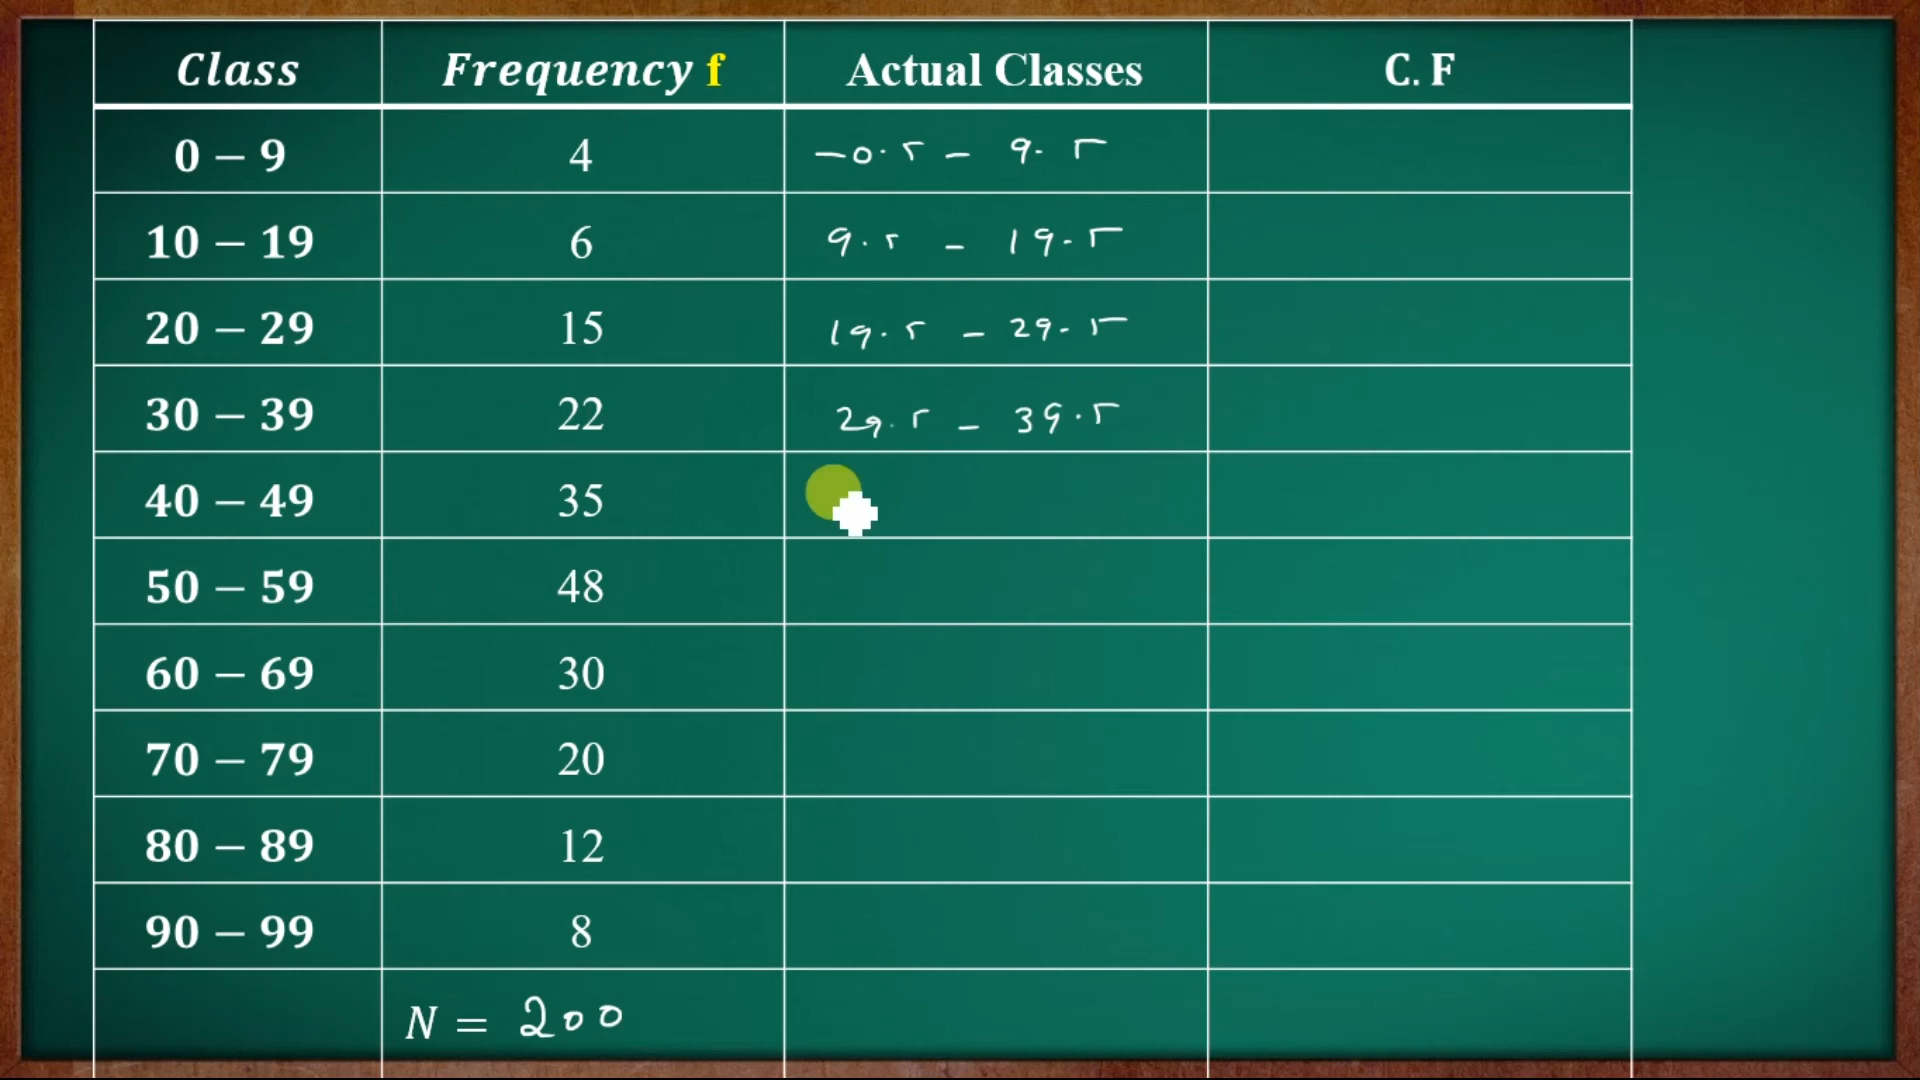 Class Frequency f Actual Classes C. F
0 – 9 4 -0.5 - 9.5
10 – 19 6 9.5 - 19.5
20 – 29 15 19.5 - 29.5
30 – 39 22 29.5 - 39.5
40 – 49 35
50 – 59 48
60 – 69 30
70 – 79 20
80 – 89 12
90 – 99 8
N = 200